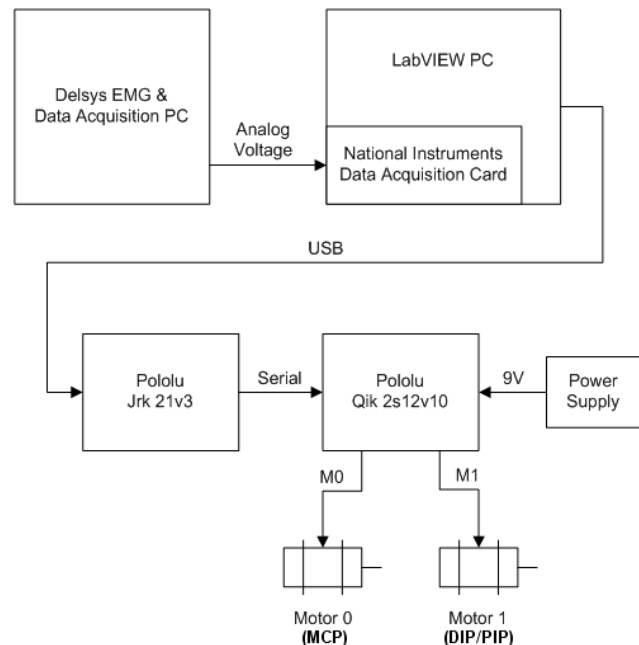 Delsys EMG &
Data Acquisition PC
Analog
Voltage
LabVIEW PC
National Instruments
Data Acquisition Card
USB
Pololu
Jrk 21v3
Serial
Pololu
Qik 2s12v10
9V
Power
Supply
M0
M1
Motor 0
(MCP)
Motor 1
(DIP/PIP)